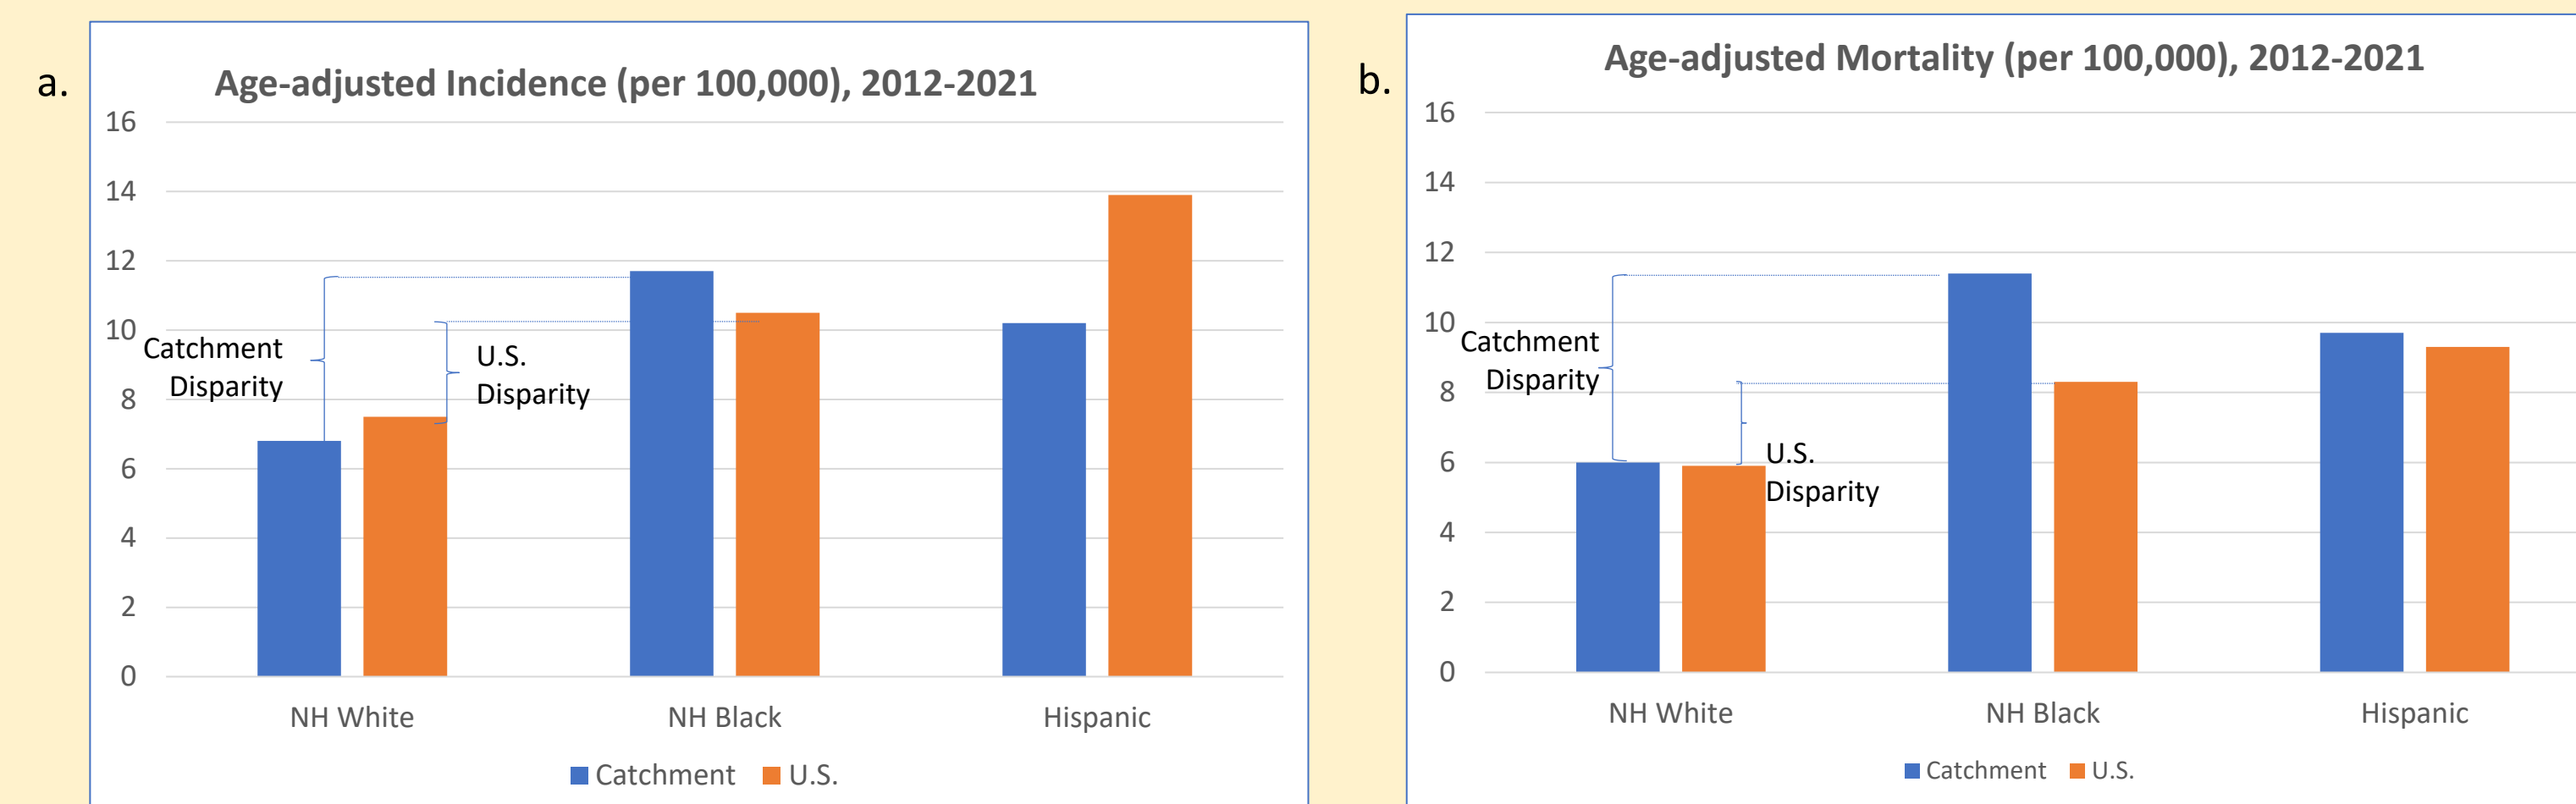 a.
Age-adjusted Incidence (per 100,000), 2012-2021
16
14
12
10
8
6
4
2
0
Catchment
Disparity
U.S.
Disparity
NH White
NH Black
Hispanic
Catchment
U.S.
b.
Age-adjusted Mortality (per 100,000), 2012-2021
16
14
12
10
8
6
4
2
0
Catchment
Disparity
U.S.
Disparity
NH White
NH Black
Hispanic
Catchment
U.S.